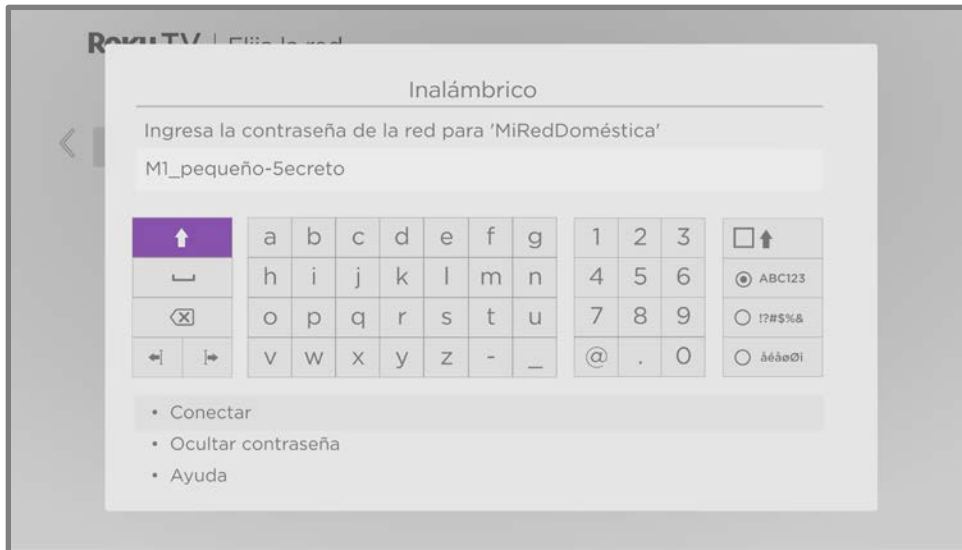 Roku TV | Elije la red
Inalámbrico
Ingresa la contraseña de la red para 'MiRedDoméstica'
M1_pequeño-5ecreto
a b c d e f g 1 2 3
h i j k l m n 4 5 6 ABC123
o p q r s t u 7 8 9 !?#$%&
v w x y z - _ @ . 0 åéåøØi
• Conectar
• Ocultar contraseña
• Ayuda